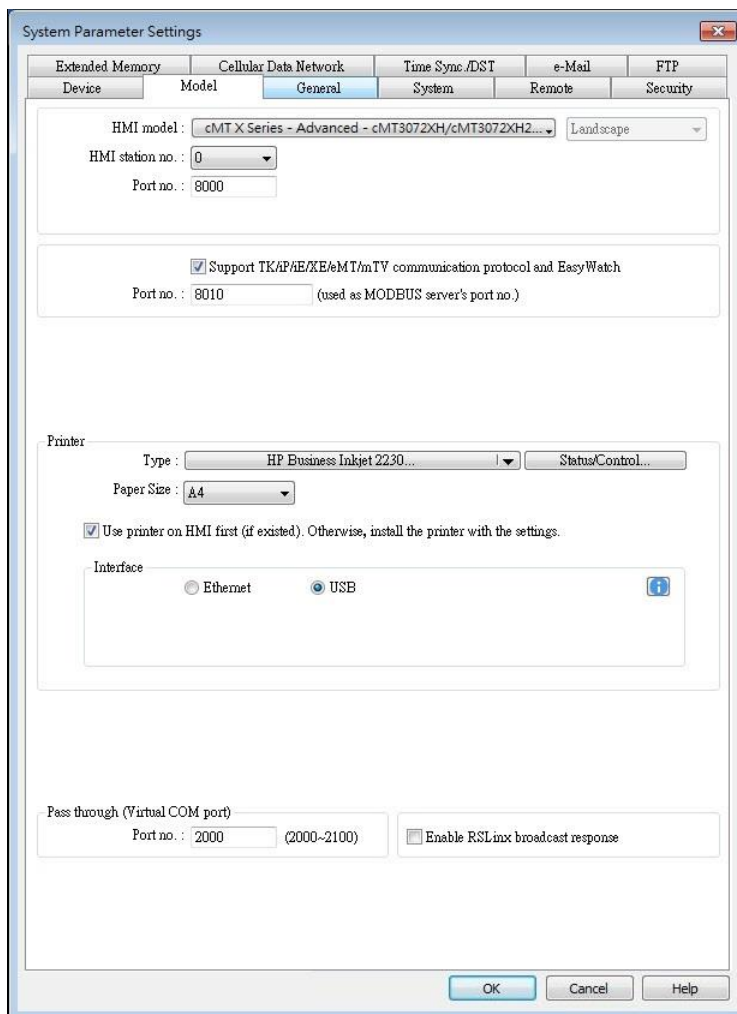 System Parameter Settings
Extended Memory Cellular Data Network Time Sync./DST e-Mail FTP
Device Model General System Remote Security
HMI model : cMT X Series - Advanced - cMT3072XH/cMT3072XH2... Landscape
HMI station no. : 0
Port no. : 8000
Support TK/iP/iE/XE/eMT/mTV communication protocol and EasyWatch
Port no. : 8010 (used as MODBUS server's port no.)
Printer
Type : HP Business Inkjet 2230... Status/Control...
Paper Size : A4
Use printer on HMI first (if existed). Otherwise, install the printer with the settings.
Interface
Ethernet USB
Pass through (Virtual COM port)
Port no. : 2000 (2000~2100) Enable RSLinx broadcast response
OK Cancel Help